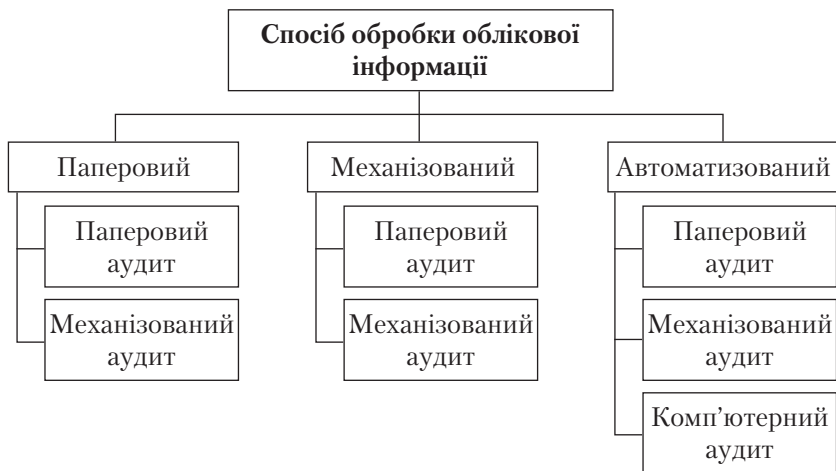 Спосіб обробки облікової
інформації
Паперовий
Механізований
Автоматизований
Паперовий
аудит
Механізований
аудит
Паперовий
аудит
Механізований
аудит
Паперовий
аудит
Механізований
аудит
Комп’ютерний
аудит